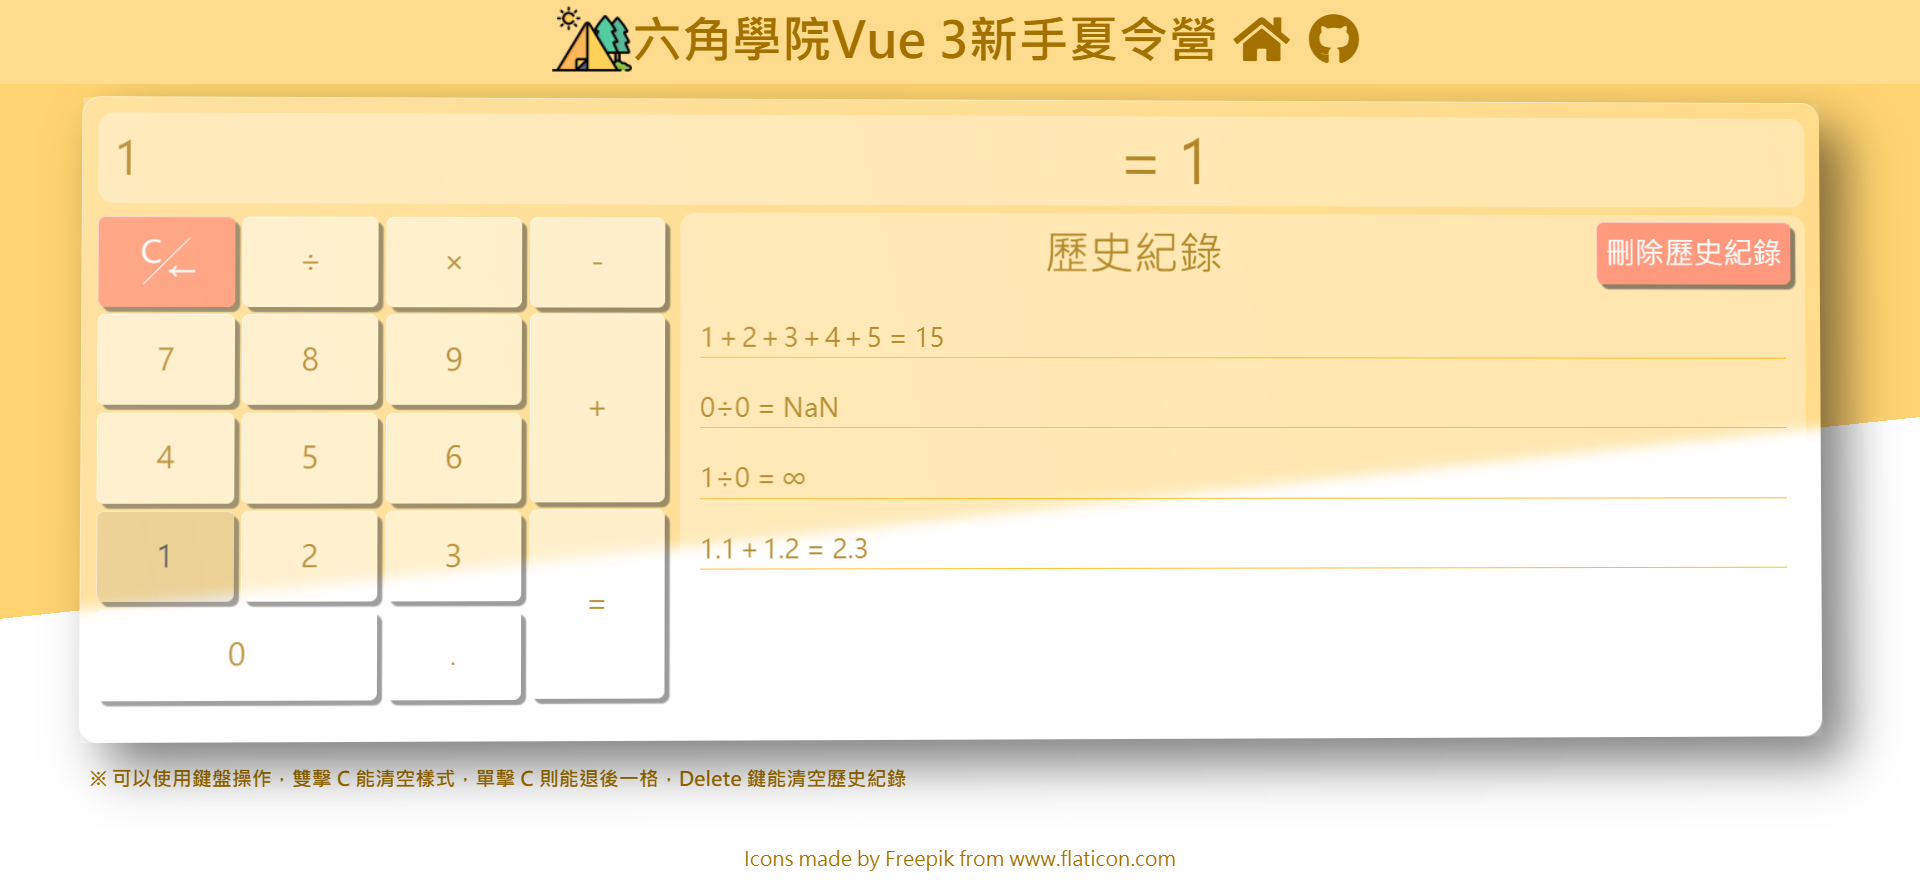 六角學院Vue 3新手夏令營
1
= 1
C/←
÷
×
-
7
8
9
+
4
5
6
1
2
3
=
0
.
歷史紀錄
刪除歷史紀錄
1+2+3+4+5 = 15
0÷0 = NaN
1÷0 = ∞
1.1+1.2 = 2.3
※ 可以使用鍵盤操作，雙擊 C 能清空樣式，單擊 C 則能退後一格，Delete 鍵能清空歷史紀錄
Icons made by Freepik from www.flaticon.com